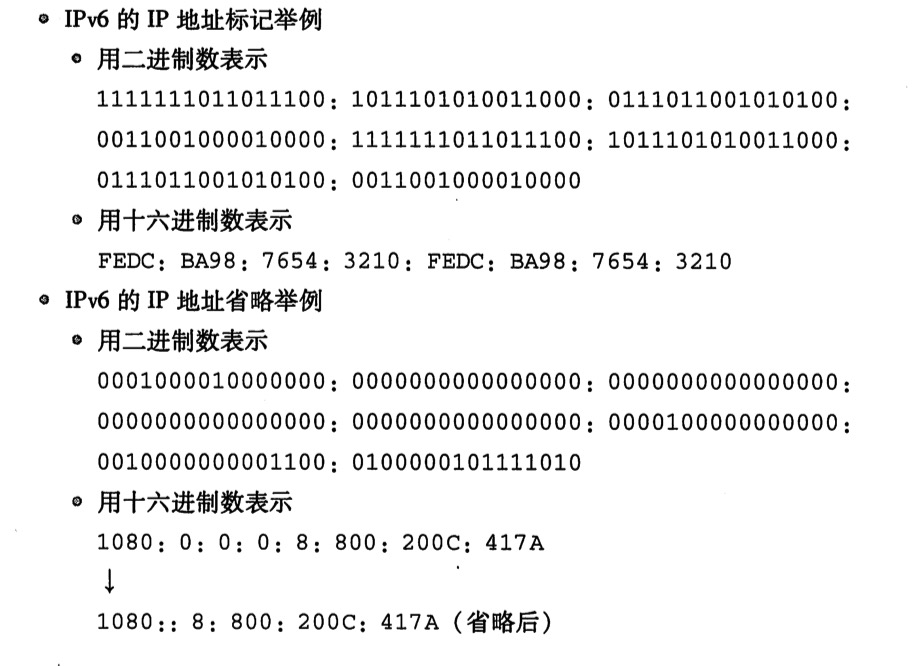 • IPv6 的 IP 地址标记举例
• 用二进制数表示
1111111011011100：1011101010011000：0111011001010100：
0011001000010000：1111111011011100：1011101010011000：
0111011001010100：0011001000010000
• 用十六进制数表示
FEDC：BA98：7654：3210：FEDC：BA98：7654：3210
• IPv6 的 IP 地址省略举例
• 用二进制数表示
0001000010000000：0000000000000000：0000000000000000：
0000000000000000：0000000000000000：0000100000000000：
0010000000001100：0100000101111010
• 用十六进制数表示
1080：0：0：0：8：800：200C：417A
↓
1080：：8：800：200C：417A（省略后）